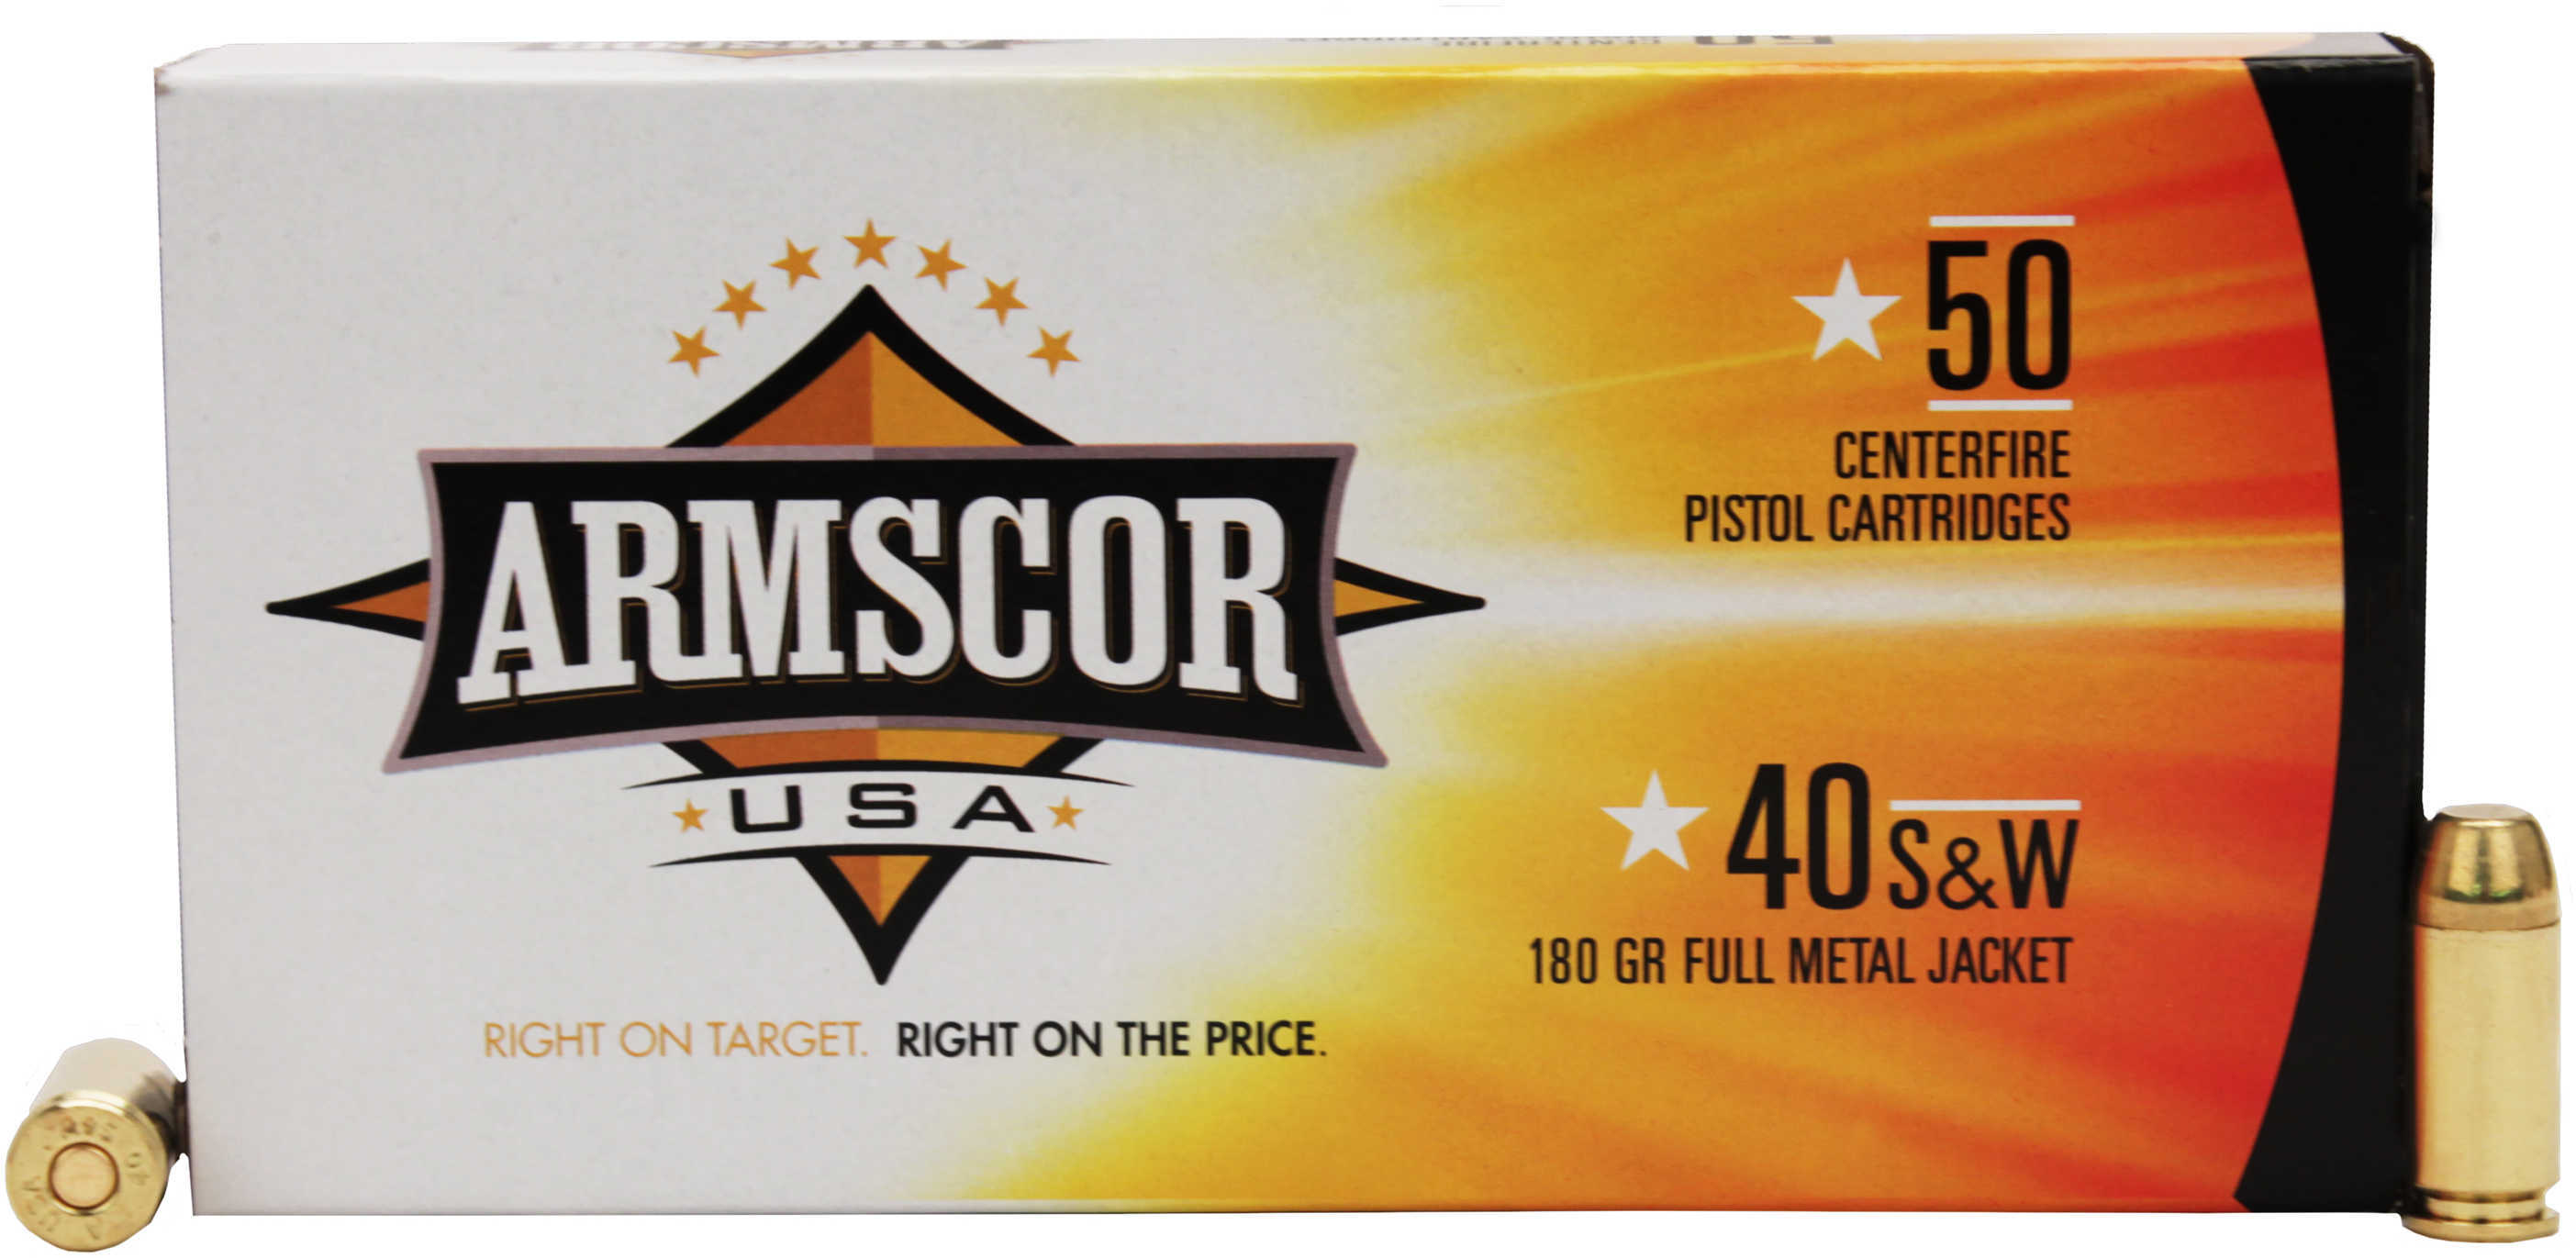 ARMSCOR
USA
RIGHT ON TARGET. RIGHT ON THE PRICE.
50
CENTERFIRE
PISTOL CARTRIDGES
40 S&W
180 GR FULL METAL JACKET